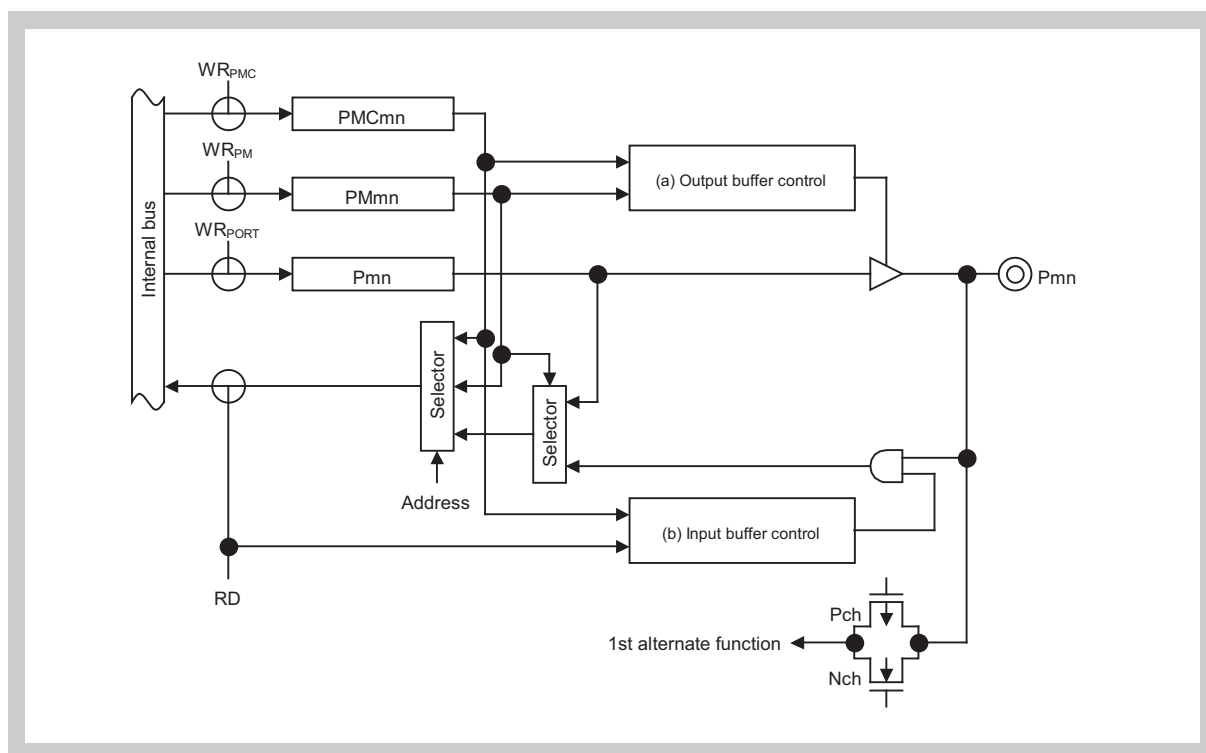 WRPMC
PMCmn
WRPM
PMmn
(a) Output buffer control
Internal bus
WRPORT
Pmn
Pmn
Selector
Selector
Address
(b) Input buffer control
RD
Pch
1st alternate function
Nch